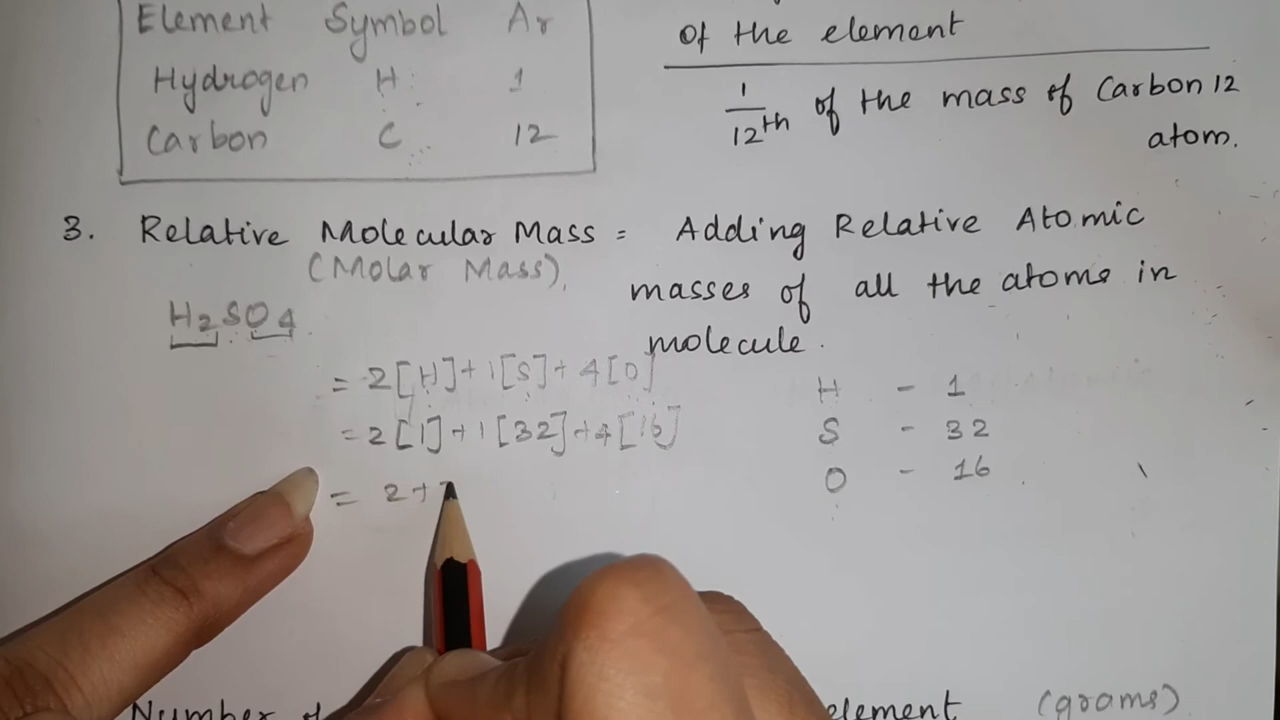 Element Symbol Ar
Hydrogen H 1
Carbon C 12
of the element
1/12th of the mass of Carbon 12
atom.
3. Relative Molecular Mass = Adding Relative Atomic
(Molar Mass),
masses of all the atoms in
molecule.
H2SO4
= 2[H]+1[S]+4[O]
= 2[1]+1[32]+4[16]
= 2+
H - 1
S - 32
O - 16
Number of
element (grams)